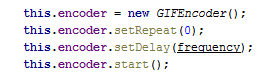 this.encoder = new GIFEncoder();
this.encoder.setRepeat(0);
this.encoder.setDelay(frequency);
this.encoder.start();